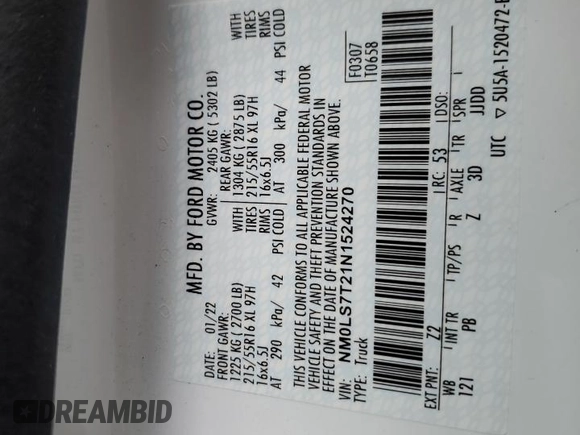 MFD. BY FORD MOTOR CO.
DATE: 01/22 GVWR: 2405 KG ( 5302 LB)
FRONT GAWR: REAR GAWR:
1225 KG ( 2700 LB) WITH 1304 KG ( 2875 LB) WITH
215/55R16 XL 97H TIRES 215/55R16 XL 97H TIRES
16x6.5J RIMS 16x6.5J RIMS
AT 290 kPa/ 42 PSI COLD AT 300 kPa/ 44 PSI COLD
THIS VEHICLE CONFORMS TO ALL APPLICABLE FEDERAL MOTOR
VEHICLE SAFETY AND THEFT PREVENTION STANDARDS IN
EFFECT ON THE DATE OF MANUFACTURE SHOWN ABOVE.
VIN: NM0LS7T21N1524270 F0307
TYPE: Truck T0658
EXT PNT: Z2 RC: 53 DSO:
WB INT TR TP/PS R AXLE TR SPR
121 PB Z 3D JJDD
UTC ▽ 5U5A-1520472-
DREAMBID